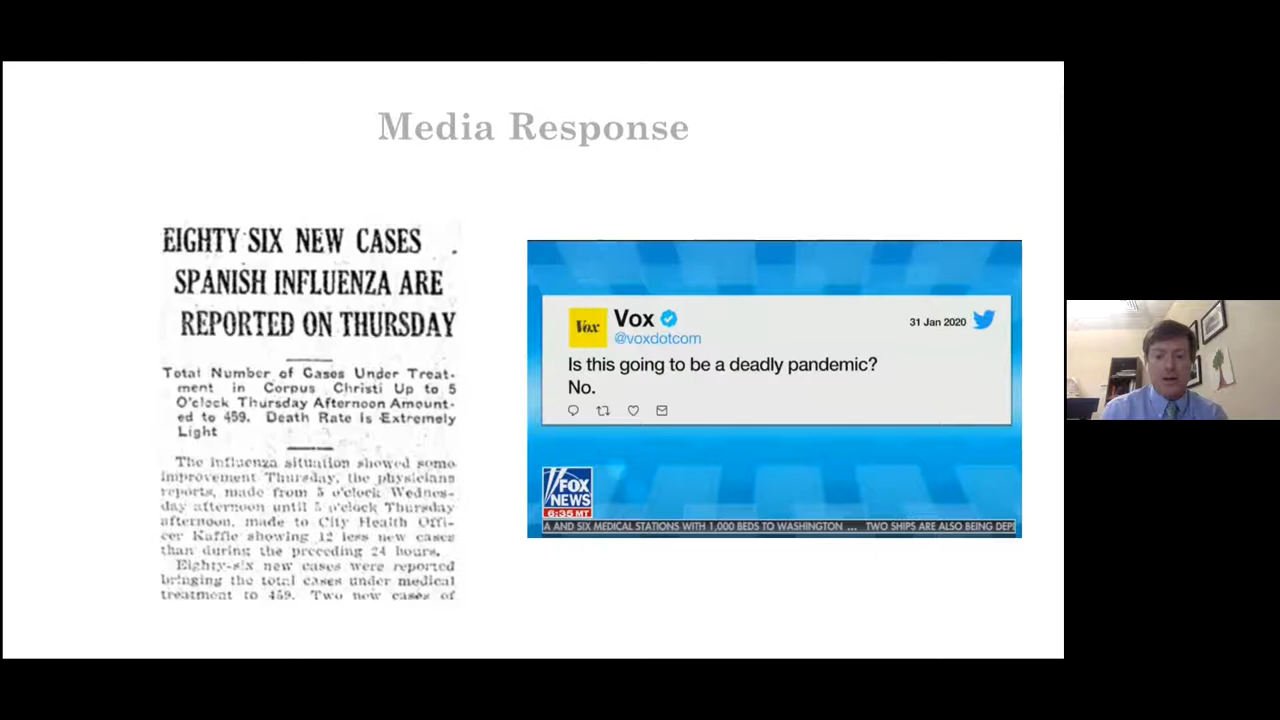 Media Response
EIGHTY SIX NEW CASES
SPANISH INFLUENZA ARE
REPORTED ON THURSDAY
Total Number of Cases Under Treat-
ment in Corpus Christi Up to 5
O'clock Thursday Afternoon Amount-
ed to 459. Death Rate is Extremely
Light
The influenza situation showed some
improvement Thursday, the physicians
reports, made from 5 o'clock Wednes-
day afternoon until 5 o'clock Thursday
afternoon, made to City Health Offi-
cer Kaffie showing 12 less new cases
than during the preceding 24 hours.
Eighty-six new cases were reported
bringing the total cases under medical
treatment to 459. Two new cases of
Vox
Vox
@voxdotcom
31 Jan 2020
Is this going to be a deadly pandemic?
No.
FOX
NEWS
6:35 MT
A AND SIX MEDICAL STATIONS WITH 1,000 BEDS TO WASHINGTON ... TWO SHIPS ARE ALSO BEING DEPL